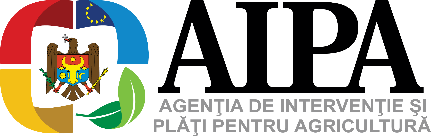 AIPA
AGENȚIA DE INTERVENȚIE ȘI
PLĂȚI PENTRU AGRICULTURĂ